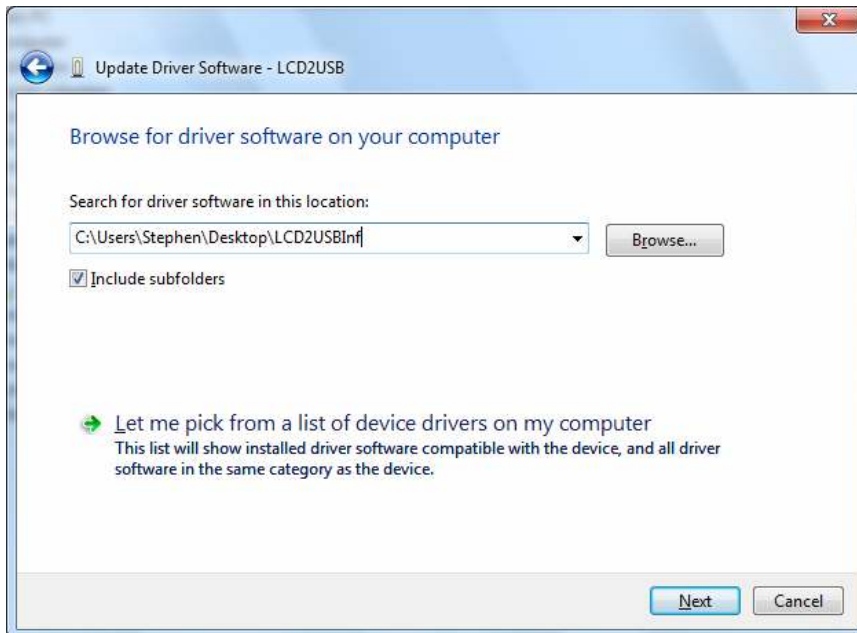 Update Driver Software - LCD2USB
Browse for driver software on your computer
Search for driver software in this location:
C:\Users\Stephen\Desktop\LCD2USBInf
Browse...
Include subfolders
Let me pick from a list of device drivers on my computer
This list will show installed driver software compatible with the device, and all driver
software in the same category as the device.
Next
Cancel